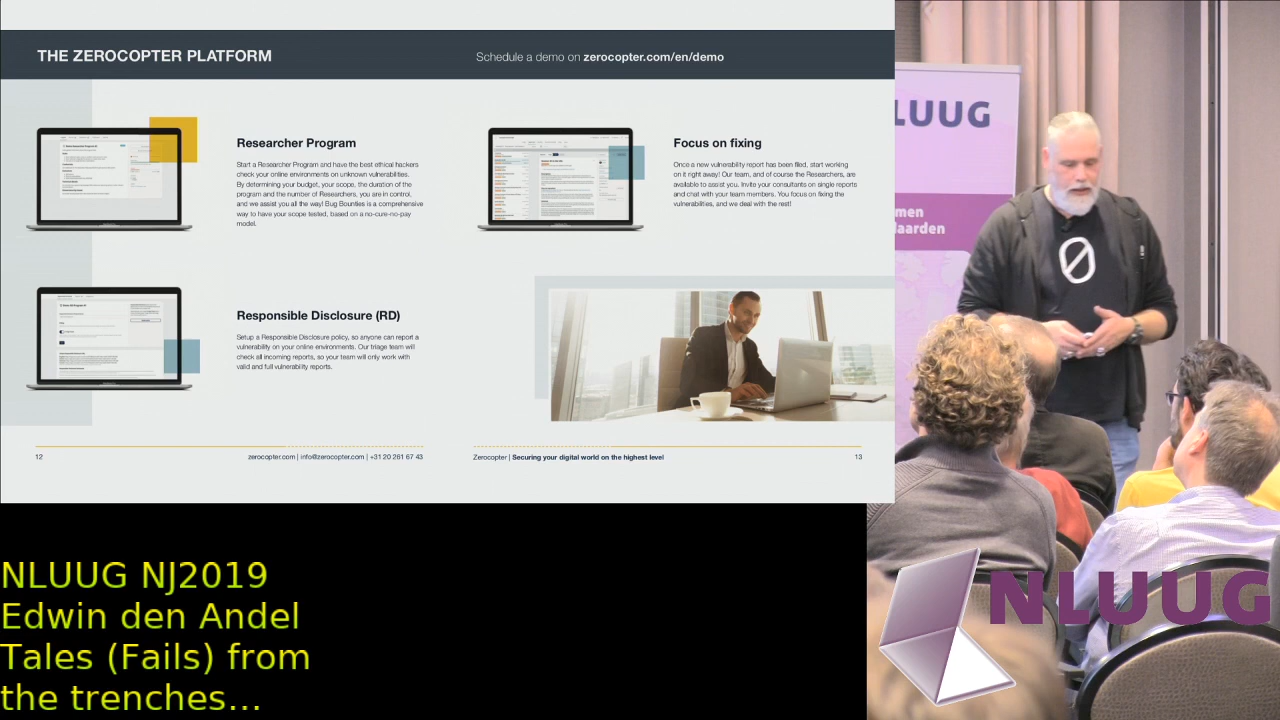 THE ZEROCOPTER PLATFORM
Schedule a demo on zerocopter.com/en/demo
Researcher Program
Start a Researcher Program and have the best ethical hackers
check your online environments on unknown vulnerabilities.
By determining your budget, your scope, the duration of the
program and the number of Researchers, you are in control,
and we assist you all the way! Bug Bounties is a comprehensive
way to have your scope tested, based on a no-cure-no-pay
model.
Focus on fixing
Once a new vulnerability report has been filed, start working
on it right away! Our team, and of course the Researchers, are
available to assist you. Invite your consultants on single reports
and chat with your team members. You focus on fixing the
vulnerabilities, and we deal with the rest!
Responsible Disclosure (RD)
Setup a Responsible Disclosure policy, so anyone can report a
vulnerability on your online environments. Our triage team will
check all incoming reports, so your team will only work with
valid and full vulnerability reports.
12
zerocopter.com | info@zerocopter.com | +31 20 261 67 43
Zerocopter | Securing your digital world on the highest level
13
LUUG
men
laarden
NLUUG NJ2019
Edwin den Andel
Tales (Fails) from
the trenches...
NLUUG